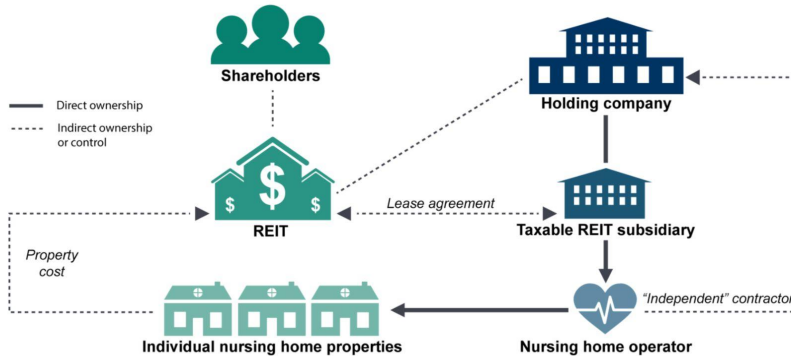 Shareholders
Holding company
Direct ownership
Indirect ownership
or control
$
$
$
REIT
Lease agreement
Taxable REIT subsidiary
Property
cost
"Independent" contractor
Individual nursing home properties
Nursing home operator